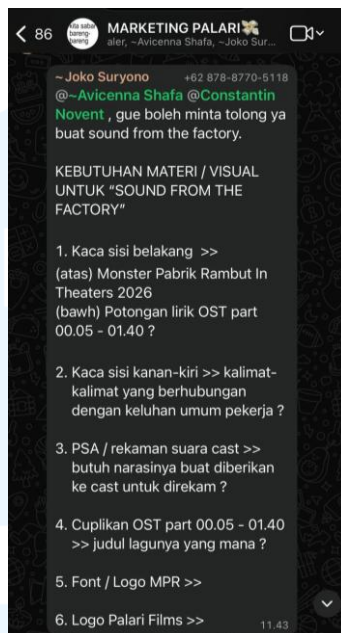 86
kita sabar
bareng-
bareng
MARKETING PALARI💸
aler, ~Avicenna Shafa, ~Joko Sur...
~Joko Suryono +62 878-8770-5118
@~Avicenna Shafa @Constantin
Novent , gue boleh minta tolong ya
buat sound from the factory.
KEBUTUHAN MATERI / VISUAL
UNTUK “SOUND FROM THE
FACTORY”
1. Kaca sisi belakang >>
(atas) Monster Pabrik Rambut In
Theaters 2026
(bawh) Potongan lirik OST part
00.05 - 01.40 ?
2. Kaca sisi kanan-kiri >> kalimat-
kalimat yang berhubungan
dengan keluhan umum pekerja ?
3. PSA / rekaman suara cast >>
butuh narasinya buat diberikan
ke cast untuk direkam ?
4. Cuplikan OST part 00.05 - 01.40
>> judul lagunya yang mana ?
5. Font / Logo MPR >>
6. Logo Palari Films >>
11.43